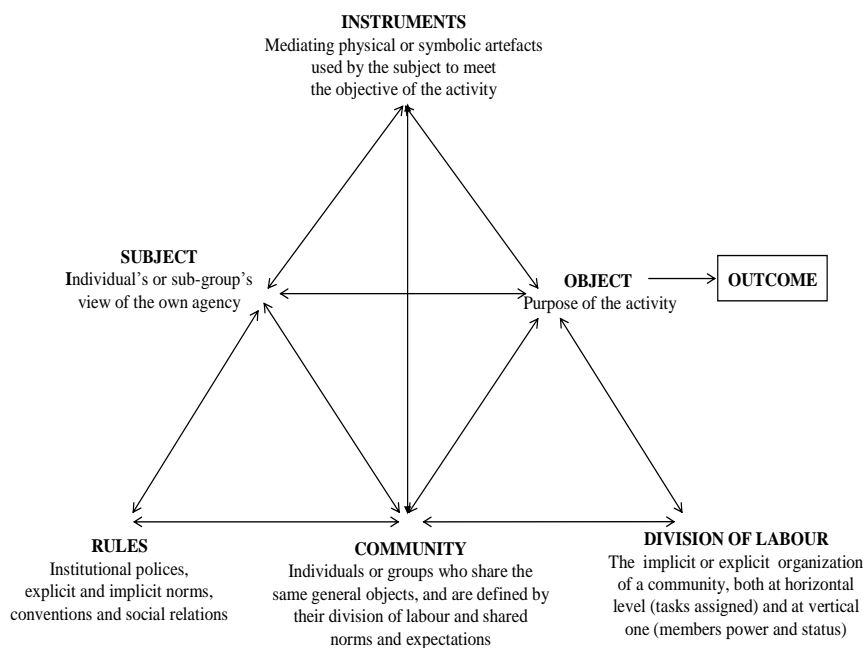 INSTRUMENTS
Mediating physical or symbolic artefacts
used by the subject to meet
the objective of the activity
SUBJECT
Individual's or sub-group's
view of the own agency
OBJECT
Purpose of the activity
OUTCOME
RULES
Institutional polices,
explicit and implicit norms,
conventions and social relations
COMMUNITY
Individuals or groups who share the
same general objects, and are defined by
their division of labour and shared
norms and expectations
DIVISION OF LABOUR
The implicit or explicit organization
of a community, both at horizontal
level (tasks assigned) and at vertical
one (members power and status)